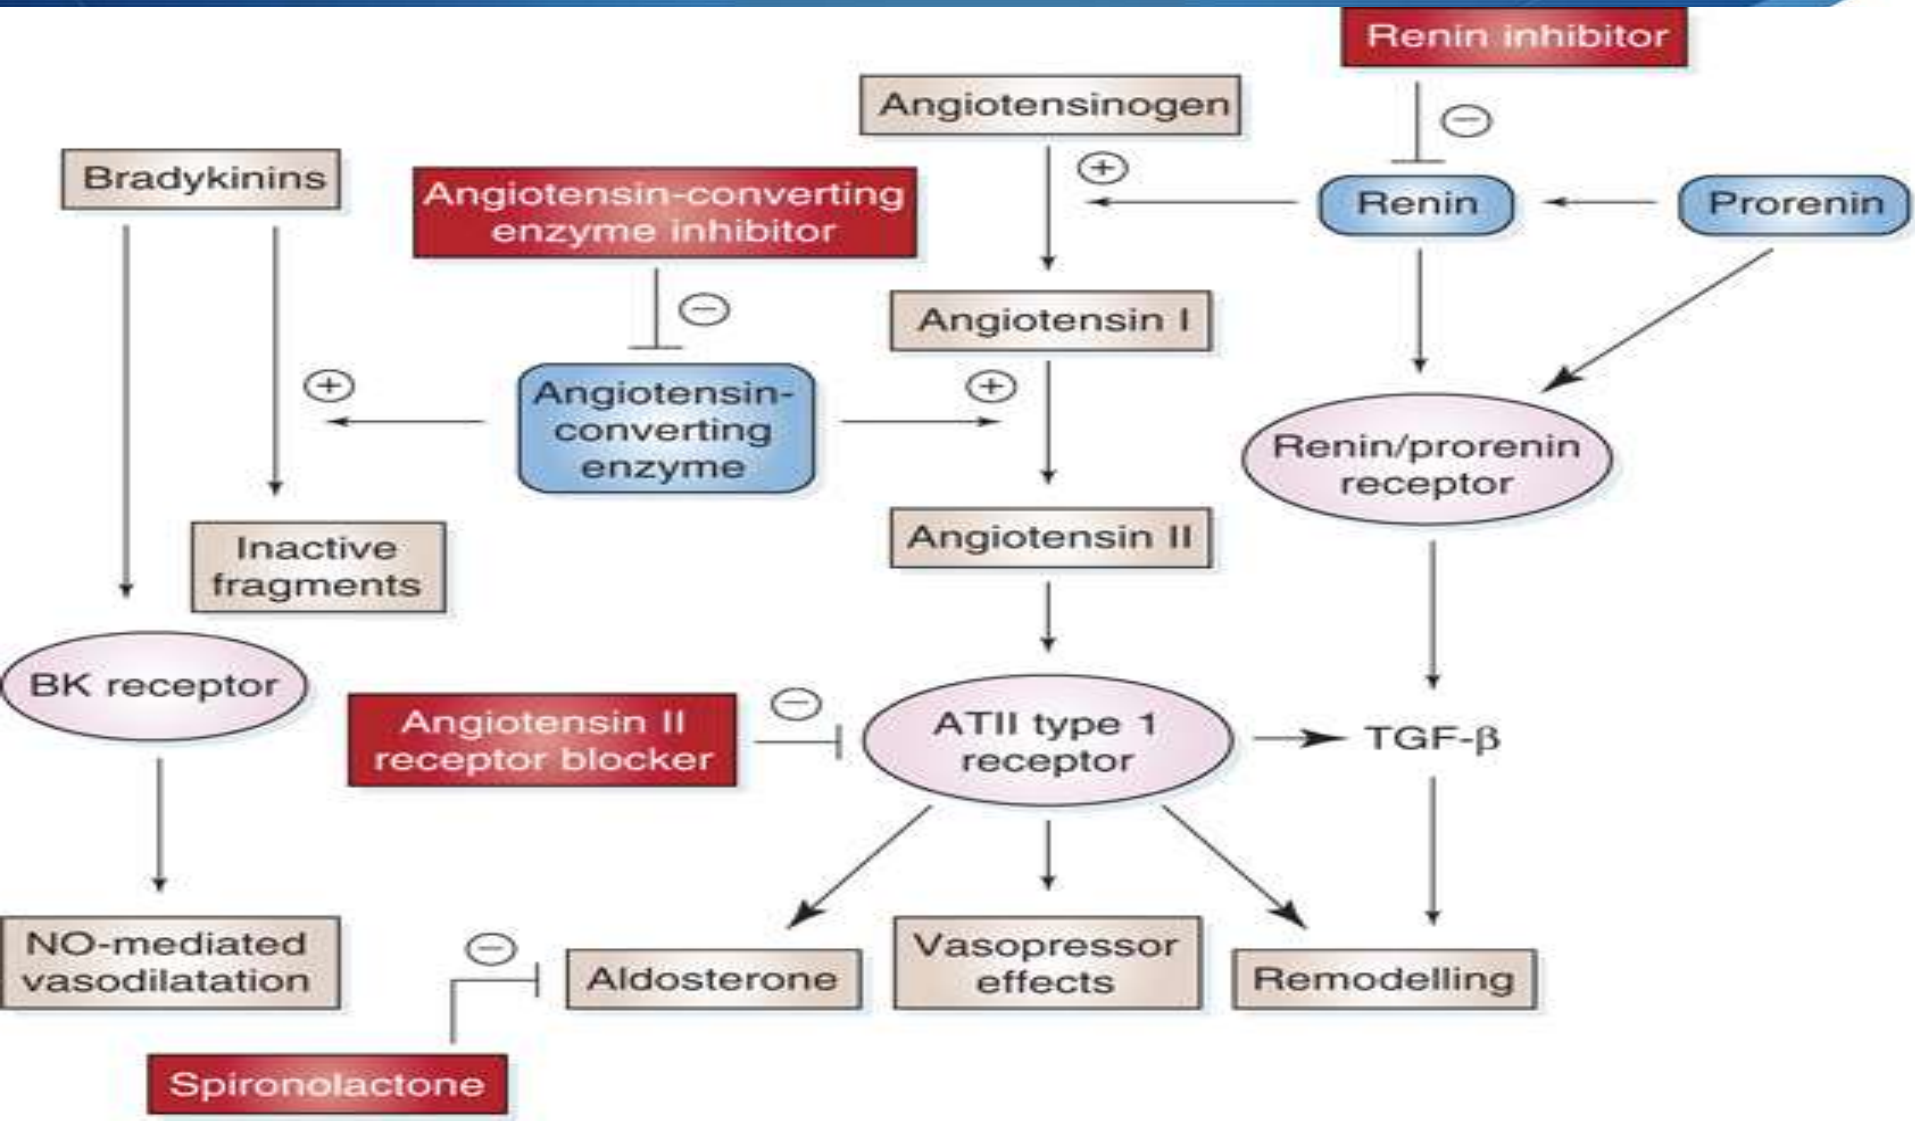 Renin inhibitor
Angiotensinogen
−
Bradykinins
Angiotensin-converting
enzyme inhibitor
+
Renin
Prorenin
−
Angiotensin I
+
Angiotensin-
converting
enzyme
+
Renin/prorenin
receptor
Inactive
fragments
Angiotensin II
BK receptor
Angiotensin II
receptor blocker
−
ATII type 1
receptor
TGF-β
NO-mediated
vasodilatation
−
Aldosterone
Vasopressor
effects
Remodelling
Spironolactone